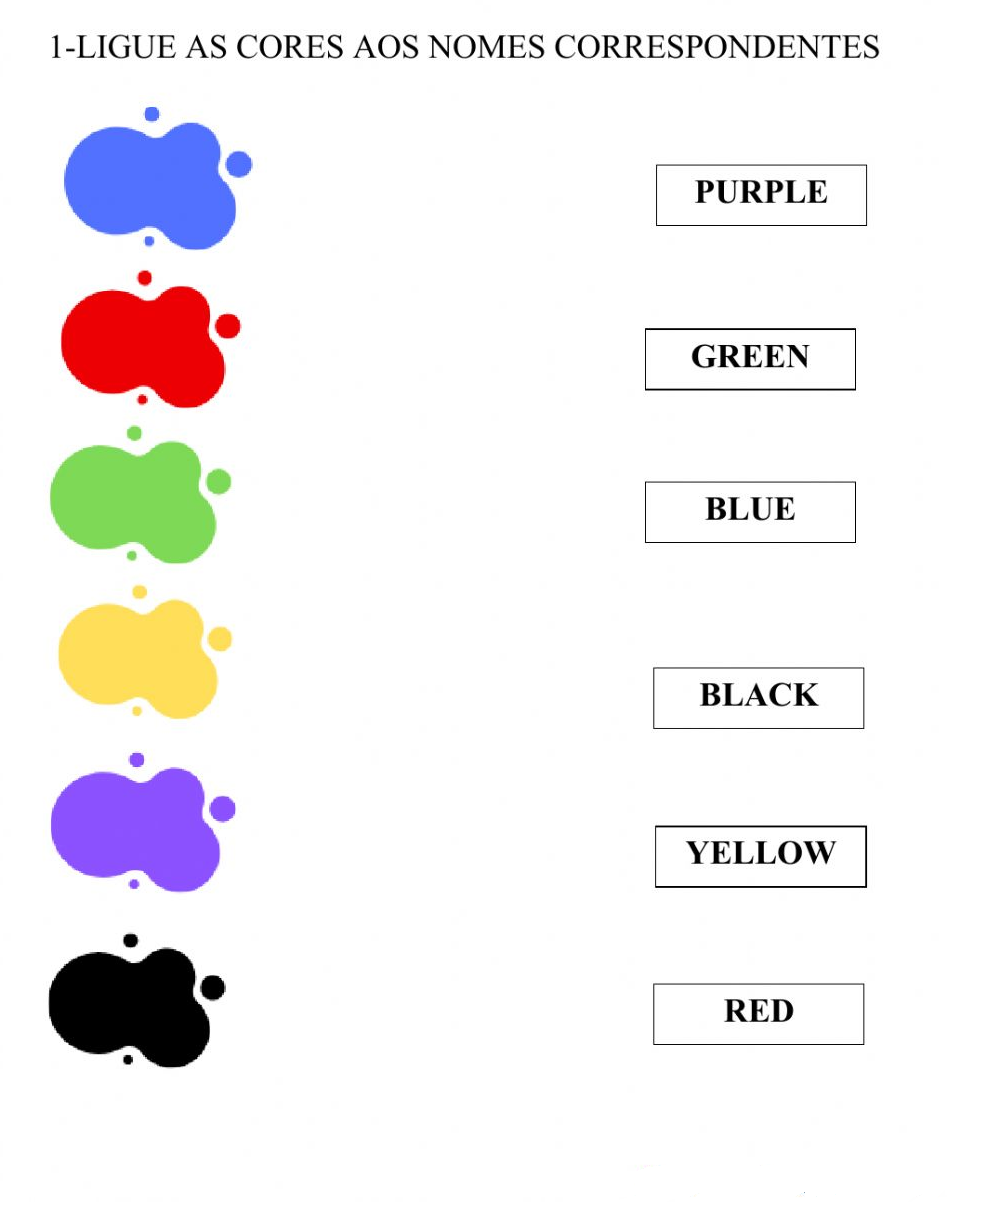 1-LIGUE AS CORES AOS NOMES CORRESPONDENTES
PURPLE
GREEN
BLUE
BLACK
YELLOW
RED